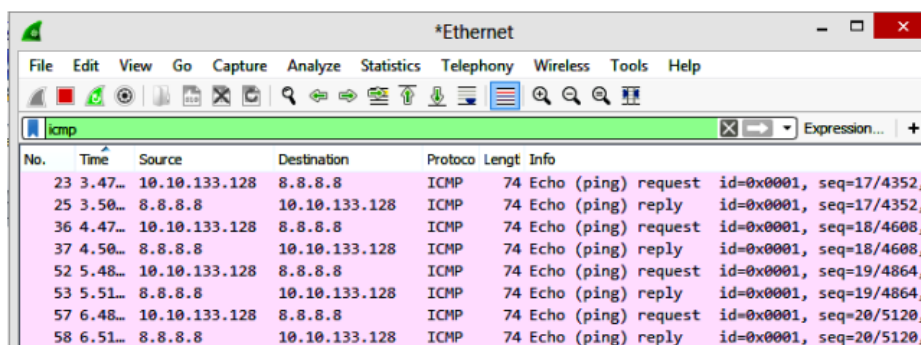 *Ethernet
File Edit View Go Capture Analyze Statistics Telephony Wireless Tools Help
icmp Expression... +
No. Time Source Destination Protoco Lengt Info
23 3.47… 10.10.133.128 8.8.8.8 ICMP 74 Echo (ping) request id=0x0001, seq=17/4352,
25 3.50… 8.8.8.8 10.10.133.128 ICMP 74 Echo (ping) reply id=0x0001, seq=17/4352,
36 4.47… 10.10.133.128 8.8.8.8 ICMP 74 Echo (ping) request id=0x0001, seq=18/4608,
37 4.50… 8.8.8.8 10.10.133.128 ICMP 74 Echo (ping) reply id=0x0001, seq=18/4608,
52 5.48… 10.10.133.128 8.8.8.8 ICMP 74 Echo (ping) request id=0x0001, seq=19/4864,
53 5.51… 8.8.8.8 10.10.133.128 ICMP 74 Echo (ping) reply id=0x0001, seq=19/4864,
57 6.48… 10.10.133.128 8.8.8.8 ICMP 74 Echo (ping) request id=0x0001, seq=20/5120,
58 6.51… 8.8.8.8 10.10.133.128 ICMP 74 Echo (ping) reply id=0x0001, seq=20/5120,